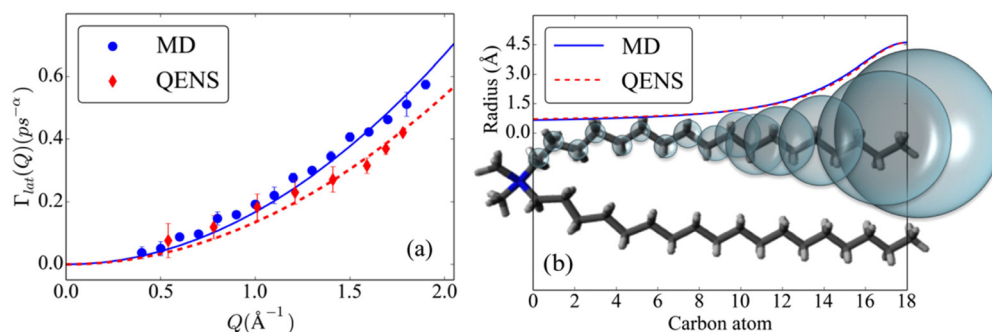 MD
QENS
Γlat(Q)(ps^−α)
0.6
0.4
0.2
0.0
(a)
0.0 0.5 1.0 1.5 2.0
Q(Å⁻¹)
MD
QENS
Radius (Å)
4.5
3.0
1.5
0.0
(b)
0 2 4 6 8 10 12 14 16 18
Carbon atom